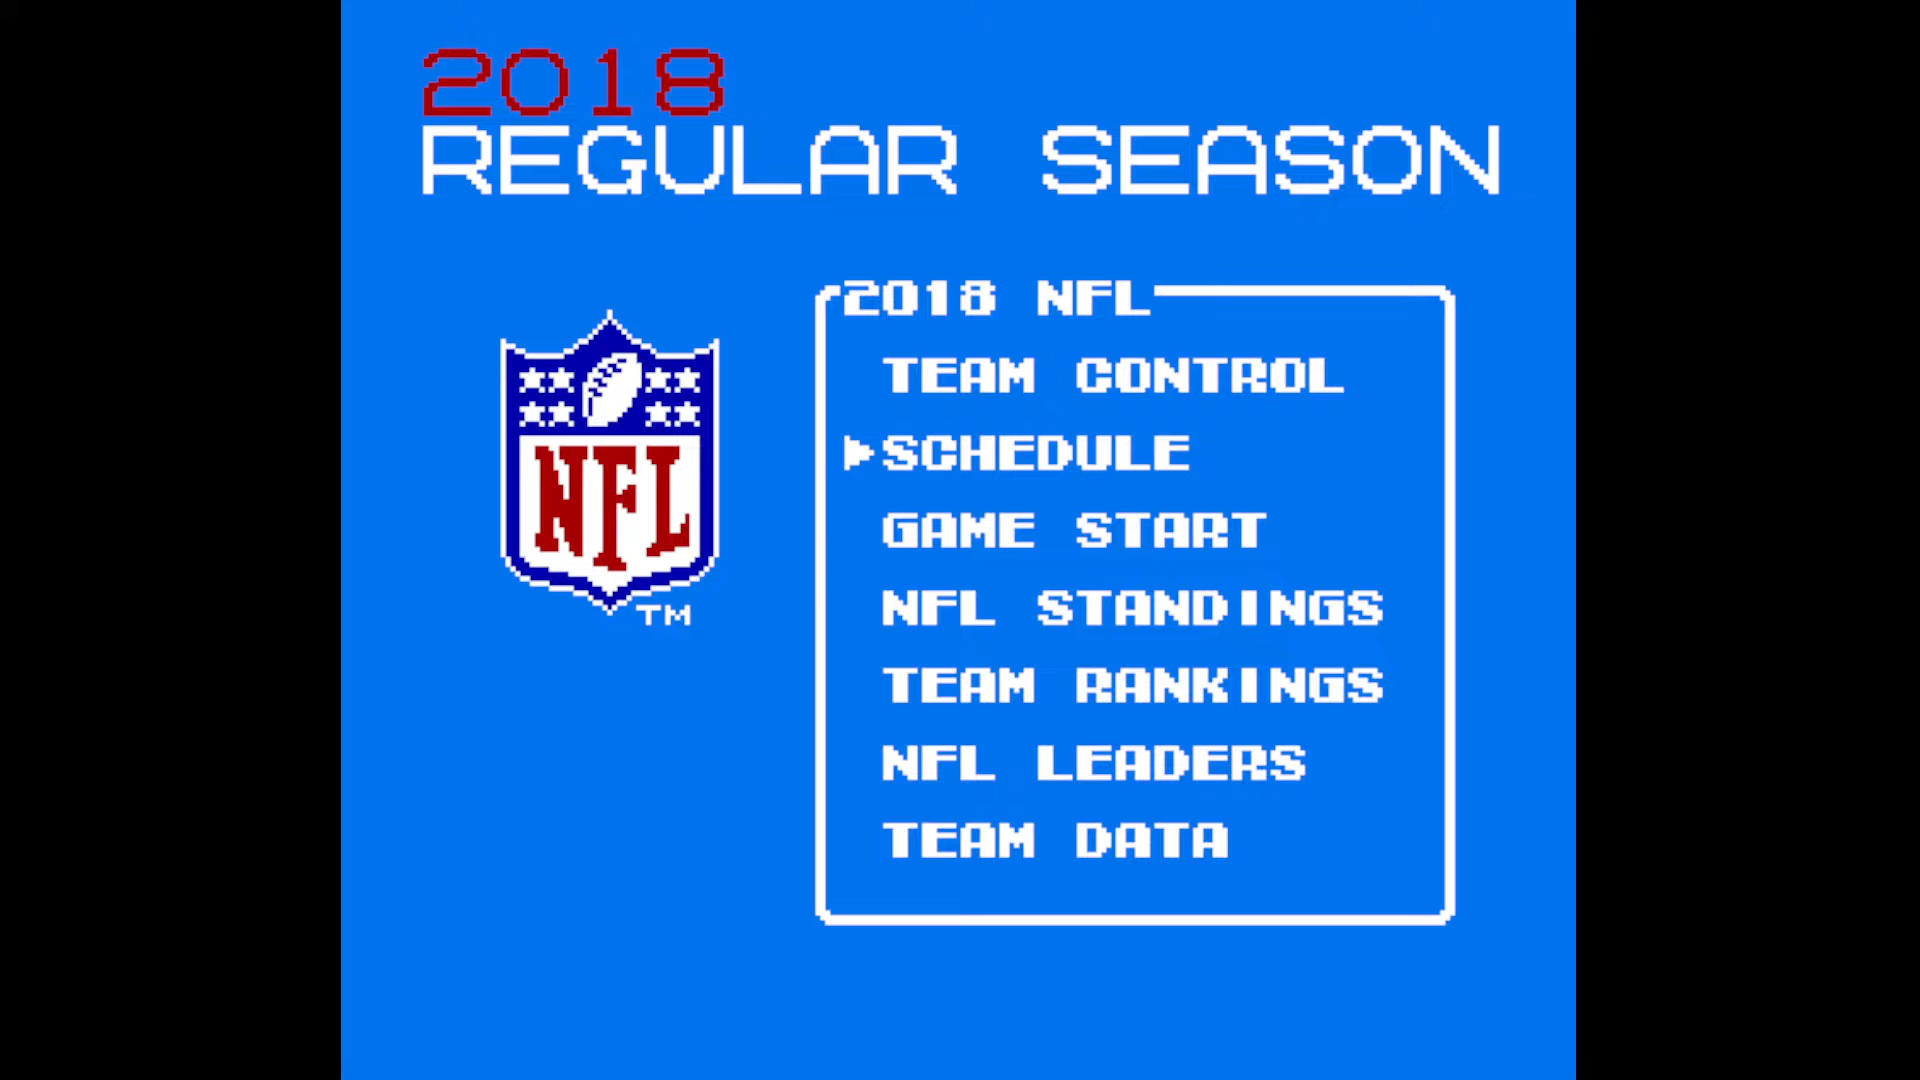 2018
REGULAR SEASON
2018 NFL
TEAM CONTROL
SCHEDULE
GAME START
NFL STANDINGS
TEAM RANKINGS
NFL LEADERS
TEAM DATA
NFL
TM